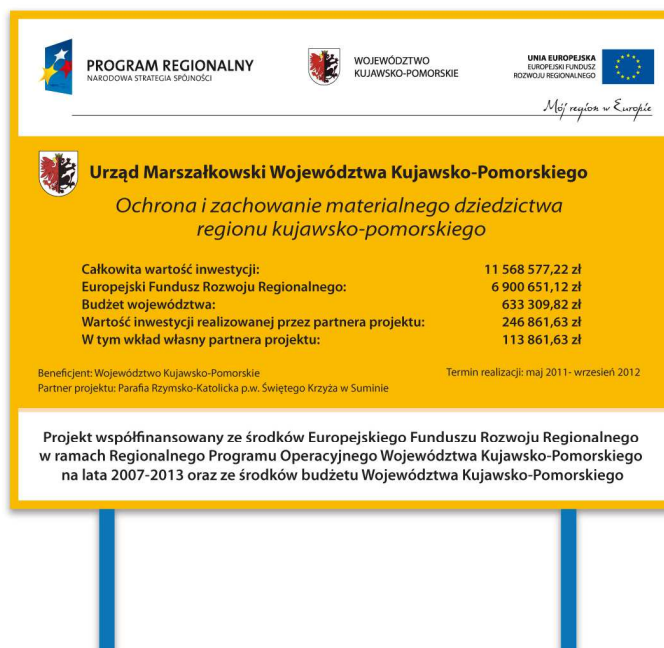 PROGRAM REGIONALNY
NARODOWA STRATEGIA SPÓJNOŚCI
WOJEWÓDZTWO
KUJAWSKO-POMORSKIE
UNIA EUROPEJSKA
EUROPEJSKI FUNDUSZ
ROZWOJU REGIONALNEGO
Mój region w Europie
Urząd Marszałkowski Województwa Kujawsko-Pomorskiego
Ochrona i zachowanie materialnego dziedzictwa
regionu kujawsko-pomorskiego
Całkowita wartość inwestycji: 11 568 577,22 zł
Europejski Fundusz Rozwoju Regionalnego: 6 900 651,12 zł
Budżet województwa: 633 309,82 zł
Wartość inwestycji realizowanej przez partnera projektu: 246 861,63 zł
W tym wkład własny partnera projektu: 113 861,63 zł
Beneficjent: Województwo Kujawsko-Pomorskie Termin realizacji: maj 2011- wrzesień 2012
Partner projektu: Parafia Rzymsko-Katolicka p.w. Świętego Krzyża w Suminie
Projekt współfinansowany ze środków Europejskiego Funduszu Rozwoju Regionalnego
w ramach Regionalnego Programu Operacyjnego Województwa Kujawsko-Pomorskiego
na lata 2007-2013 oraz ze środków budżetu Województwa Kujawsko-Pomorskiego